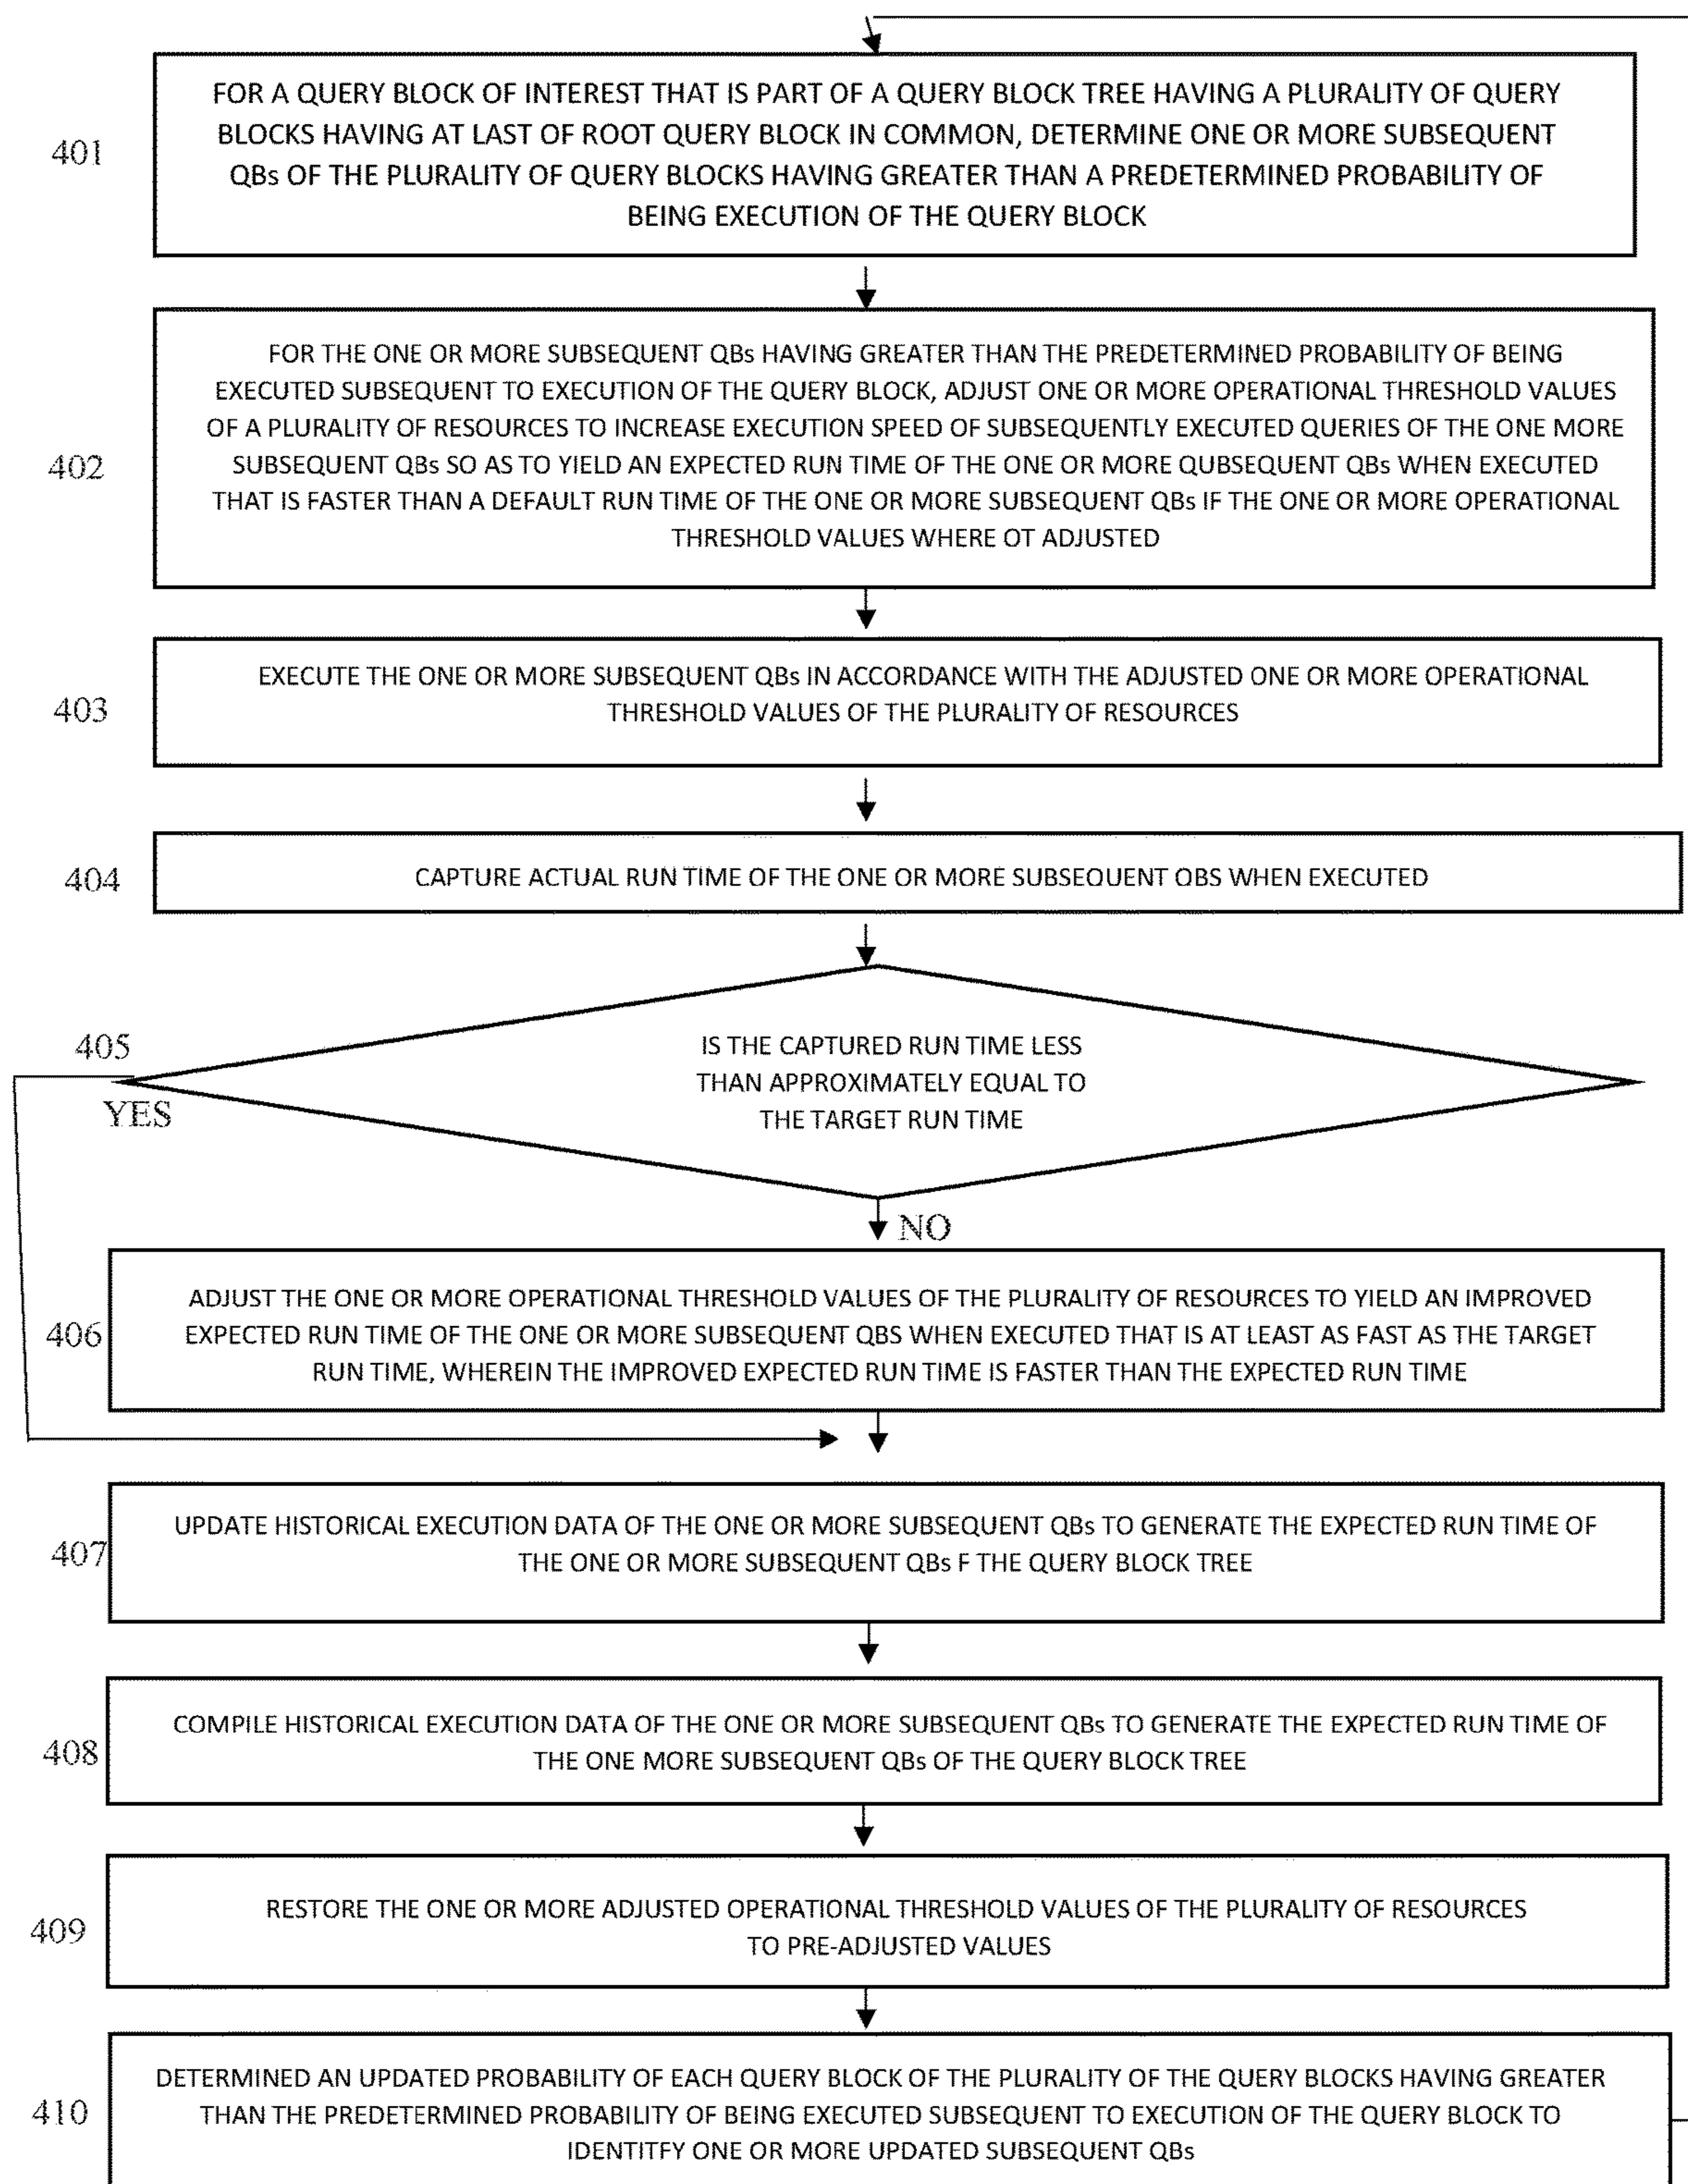 FOR A QUERY BLOCK OF INTEREST THAT IS PART OF A QUERY BLOCK TREE HAVING A PLURALITY OF QUERY
BLOCKS HAVING AT LAST OF ROOT QUERY BLOCK IN COMMON, DETERMINE ONE OR MORE SUBSEQUENT
QBs OF THE PLURALITY OF QUERY BLOCKS HAVING GREATER THAN A PREDETERMINED PROBABILITY OF
BEING EXECUTION OF THE QUERY BLOCK
401
FOR THE ONE OR MORE SUBSEQUENT QBs HAVING GREATER THAN THE PREDETERMINED PROBABILITY OF BEING
EXECUTED SUBSEQUENT TO EXECUTION OF THE QUERY BLOCK, ADJUST ONE OR MORE OPERATIONAL THRESHOLD VALUES
OF A PLURALITY OF RESOURCES TO INCREASE EXECUTION SPEED OF SUBSEQUENTLY EXECUTED QUERIES OF THE ONE MORE
SUBSEQUENT QBs SO AS TO YIELD AN EXPECTED RUN TIME OF THE ONE OR MORE QUBSEQUENT QBs WHEN EXECUTED
THAT IS FASTER THAN A DEFAULT RUN TIME OF THE ONE OR MORE SUBSEQUENT QBs IF THE ONE OR MORE OPERATIONAL
THRESHOLD VALUES WHERE OT ADJUSTED
402
EXECUTE THE ONE OR MORE SUBSEQUENT QBs IN ACCORDANCE WITH THE ADJUSTED ONE OR MORE OPERATIONAL
THRESHOLD VALUES OF THE PLURALITY OF RESOURCES
403
CAPTURE ACTUAL RUN TIME OF THE ONE OR MORE SUBSEQUENT QBS WHEN EXECUTED
404
IS THE CAPTURED RUN TIME LESS
THAN APPROXIMATELY EQUAL TO
THE TARGET RUN TIME
405
YES
NO
ADJUST THE ONE OR MORE OPERATIONAL THRESHOLD VALUES OF THE PLURALITY OF RESOURCES TO YIELD AN IMPROVED
EXPECTED RUN TIME OF THE ONE OR MORE SUBSEQUENT QBS WHEN EXECUTED THAT IS AT LEAST AS FAST AS THE TARGET
RUN TIME, WHEREIN THE IMPROVED EXPECTED RUN TIME IS FASTER THAN THE EXPECTED RUN TIME
406
UPDATE HISTORICAL EXECUTION DATA OF THE ONE OR MORE SUBSEQUENT QBs TO GENERATE THE EXPECTED RUN TIME OF
THE ONE OR MORE SUBSEQUENT QBs F THE QUERY BLOCK TREE
407
COMPILE HISTORICAL EXECUTION DATA OF THE ONE OR MORE SUBSEQUENT QBs TO GENERATE THE EXPECTED RUN TIME OF
THE ONE MORE SUBSEQUENT QBs OF THE QUERY BLOCK TREE
408
RESTORE THE ONE OR MORE ADJUSTED OPERATIONAL THRESHOLD VALUES OF THE PLURALITY OF RESOURCES
TO PRE-ADJUSTED VALUES
409
DETERMINED AN UPDATED PROBABILITY OF EACH QUERY BLOCK OF THE PLURALITY OF THE QUERY BLOCKS HAVING GREATER
THAN THE PREDETERMINED PROBABILITY OF BEING EXECUTED SUBSEQUENT TO EXECUTION OF THE QUERY BLOCK TO
IDENTITFY ONE OR MORE UPDATED SUBSEQUENT QBs
410